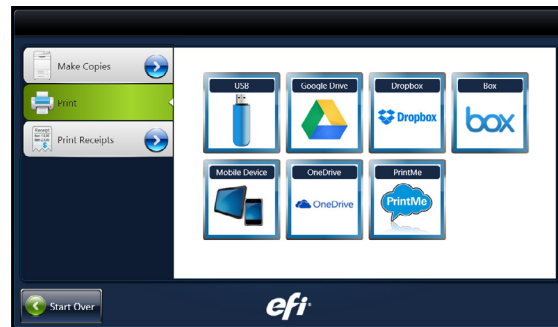 Make Copies
Print
Print Receipts
USB
Google Drive
Dropbox
Box
Dropbox
box
Mobile Device
OneDrive
PrintMe
OneDrive
PrintMe
Start Over
efi